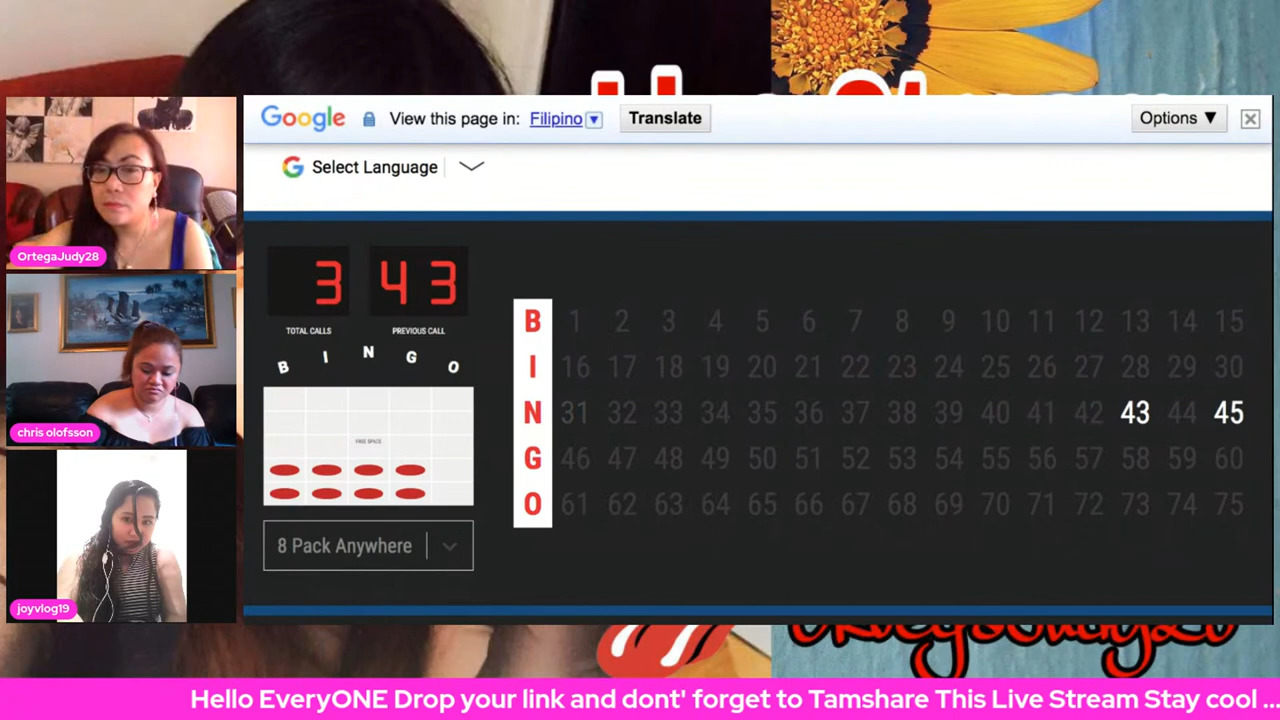 Google View this page in: Filipino Translate Options ▼
Select Language
3 43
TOTAL CALLS PREVIOUS CALL
B I N G O
FREE SPACE
8 Pack Anywhere
B 1 2 3 4 5 6 7 8 9 10 11 12 13 14 15
I 16 17 18 19 20 21 22 23 24 25 26 27 28 29 30
N 31 32 33 34 35 36 37 38 39 40 41 42 43 44 45
G 46 47 48 49 50 51 52 53 54 55 56 57 58 59 60
O 61 62 63 64 65 66 67 68 69 70 71 72 73 74 75
OrtegaJudy28
chris olofsson
joyvlog19
Hello EveryONE Drop your link and dont' forget to Tamshare This Live Stream Stay cool ...